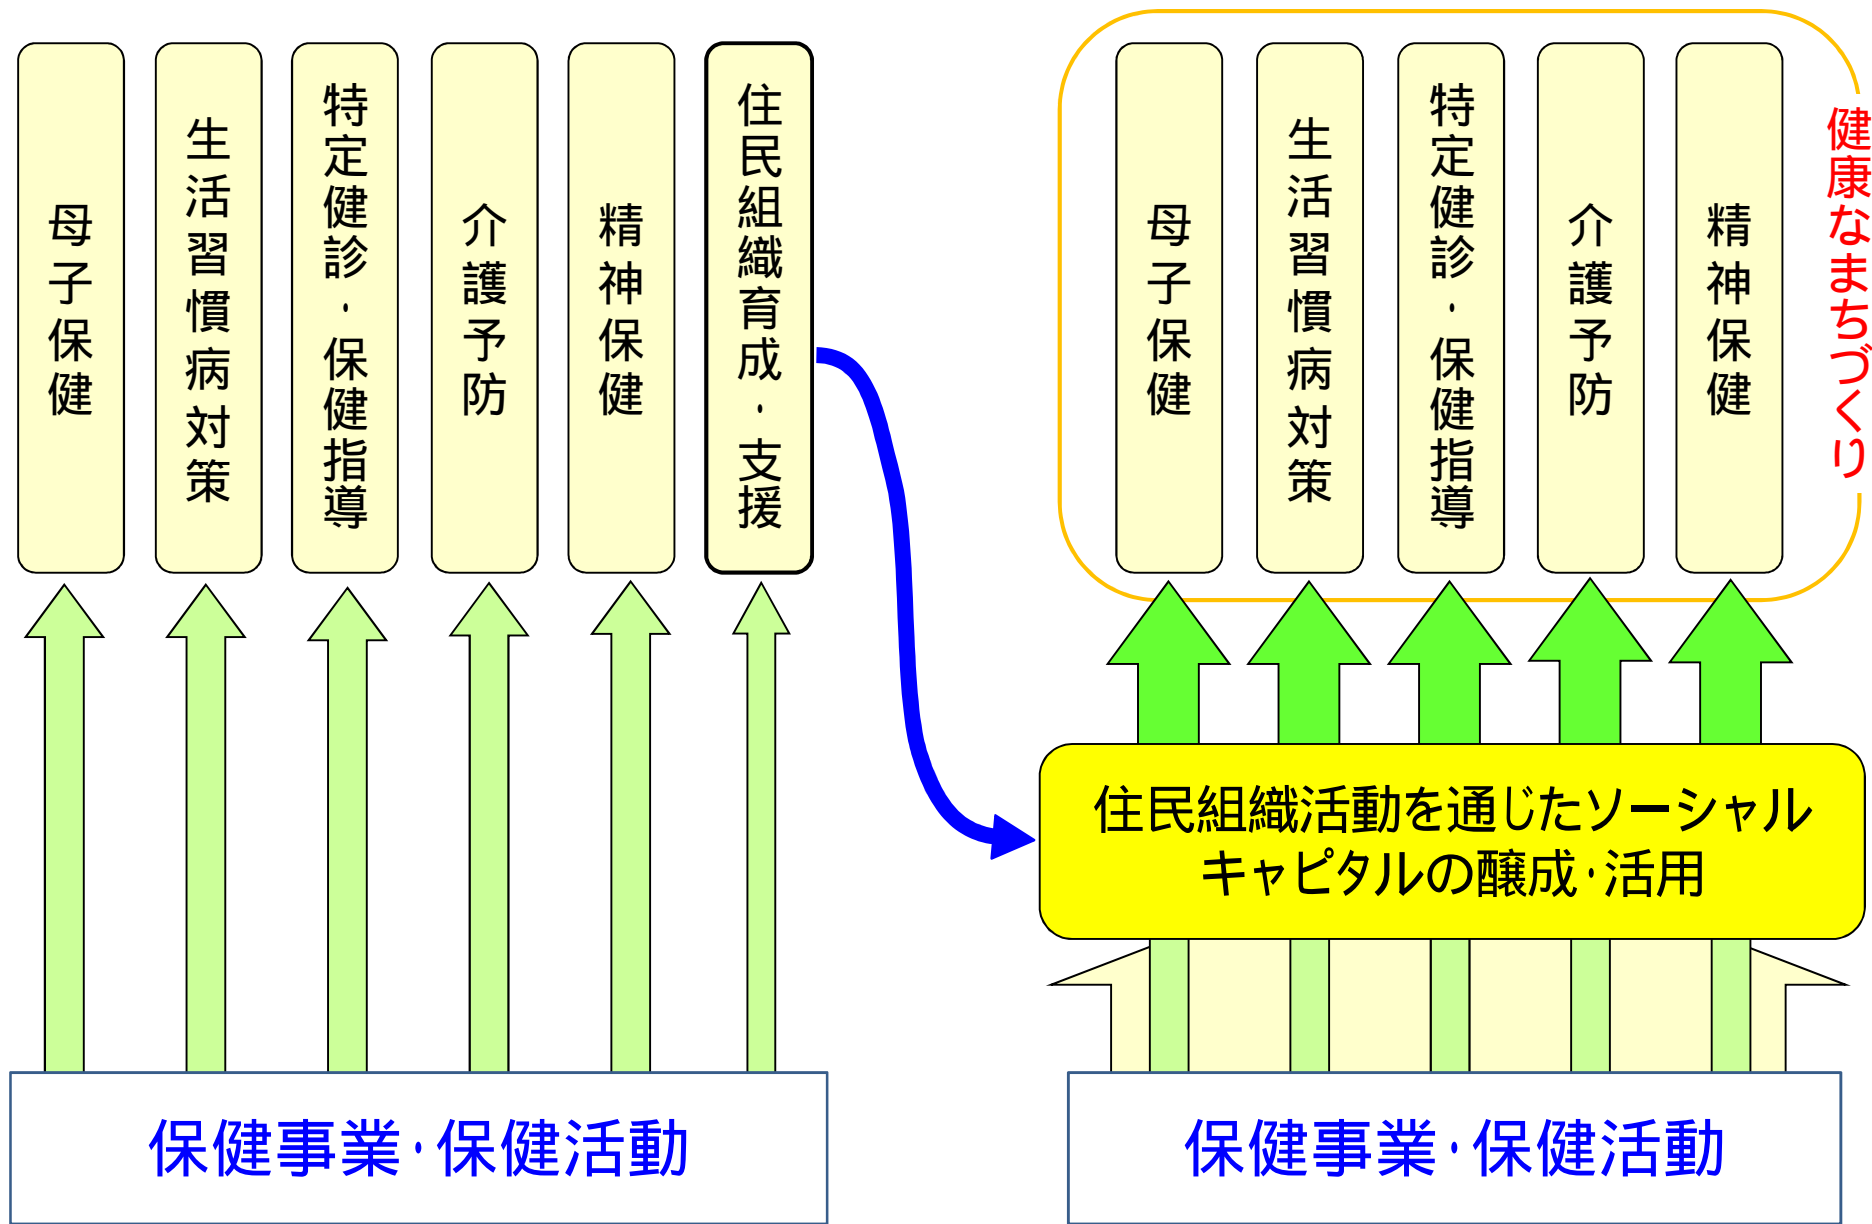 母子保健
生活習慣病対策
特定健診・保健指導
介護予防
精神保健
住民組織育成・支援
保健事業・保健活動
母子保健
生活習慣病対策
特定健診・保健指導
介護予防
精神保健
健康なまちづくり
住民組織活動を通じたソーシャル
キャピタルの醸成・活用
保健事業・保健活動